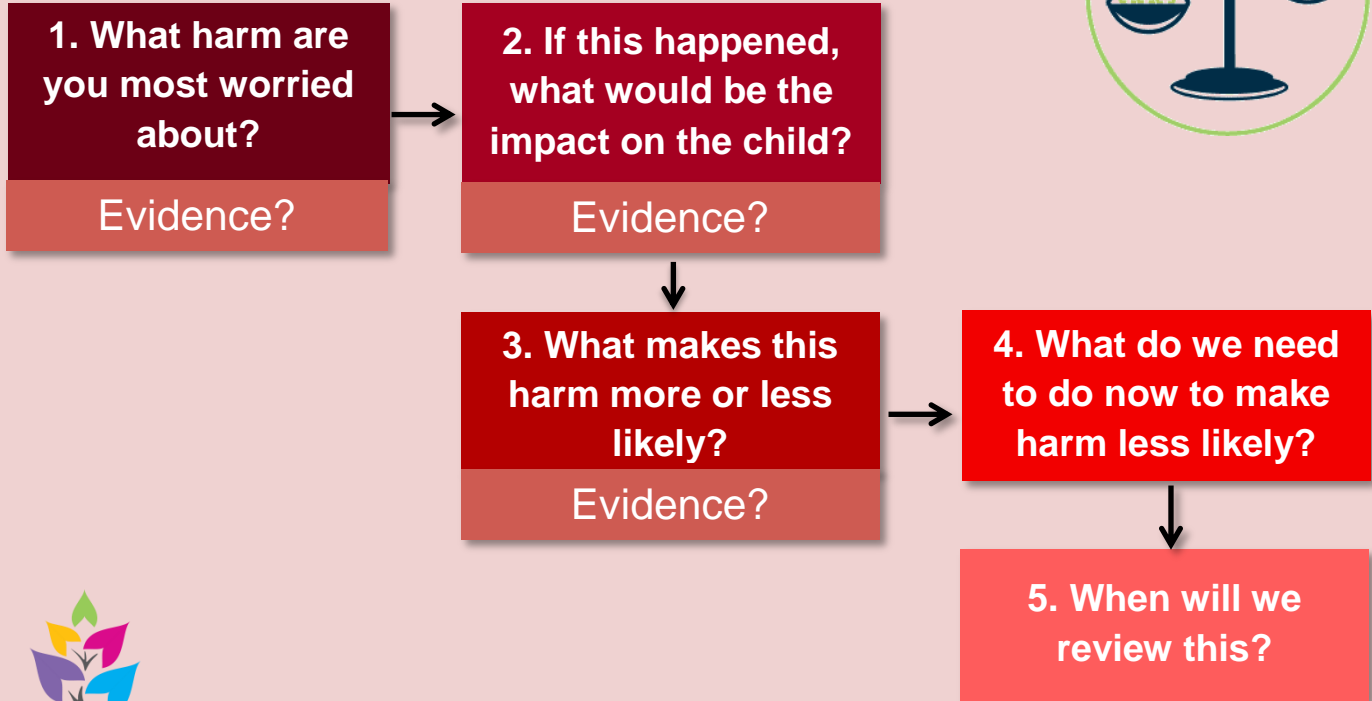 1. What harm are
you most worried
about?
Evidence?
2. If this happened,
what would be the
impact on the child?
Evidence?
3. What makes this
harm more or less
likely?
Evidence?
4. What do we need
to do now to make
harm less likely?
5. When will we
review this?